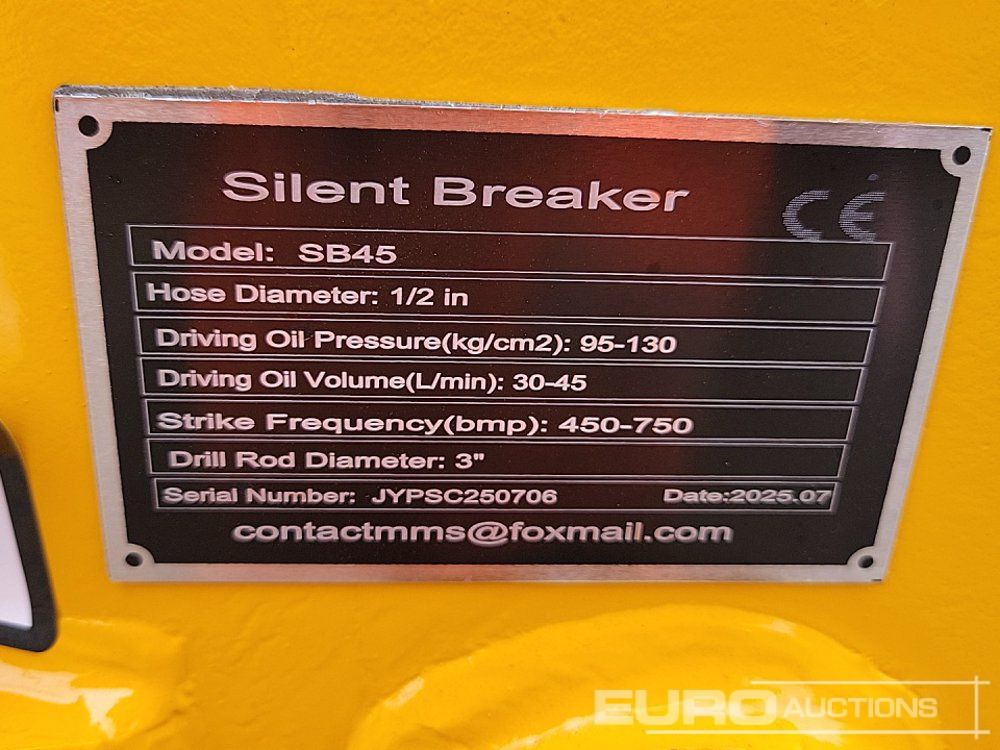 Silent Breaker
CE
Model: SB45
Hose Diameter: 1/2 in
Driving Oil Pressure(kg/cm2): 95-130
Driving Oil Volume(L/min): 30-45
Strike Frequency(bmp): 450-750
Drill Rod Diameter: 3"
Serial Number: JYPSC250706 Date:2025.07
contactmms@foxmail.com
EURO AUCTIONS